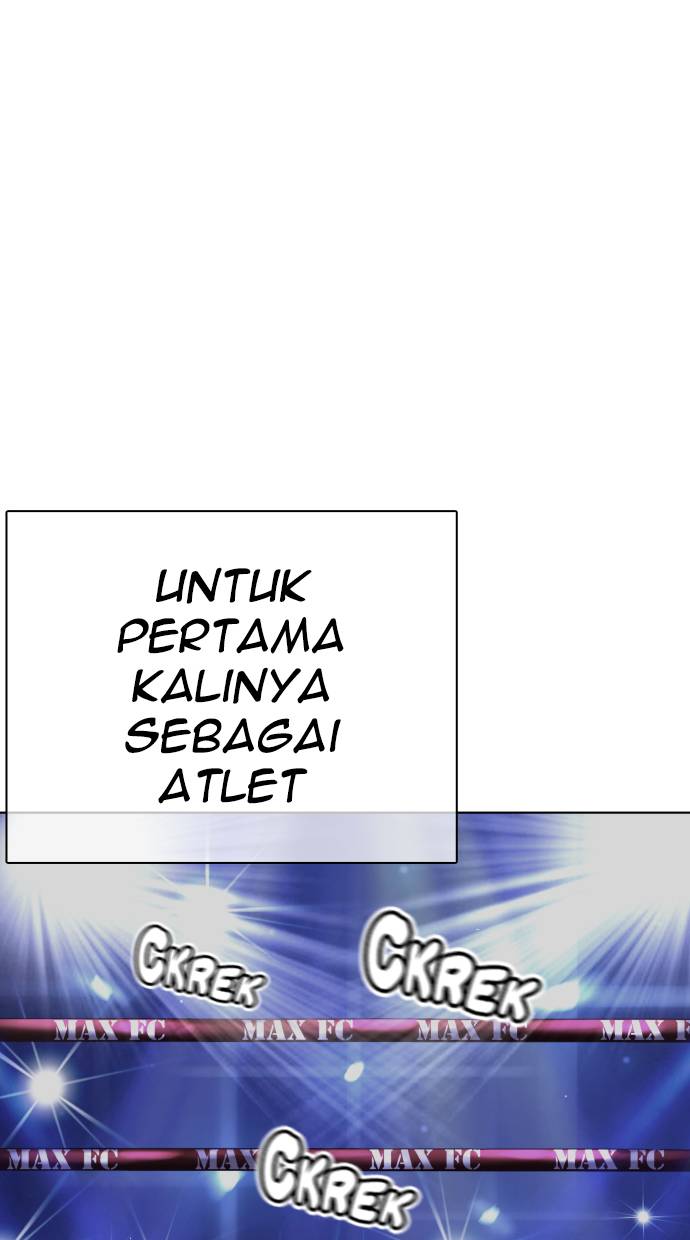 UNTUK
PERTAMA
KALINYA
SEBAGAI
ATLET
CKREK
CKREK
MAX FC MAX FC MAX FC MAX F
MAX FC MAX MAX FC MAX FC
CKREK